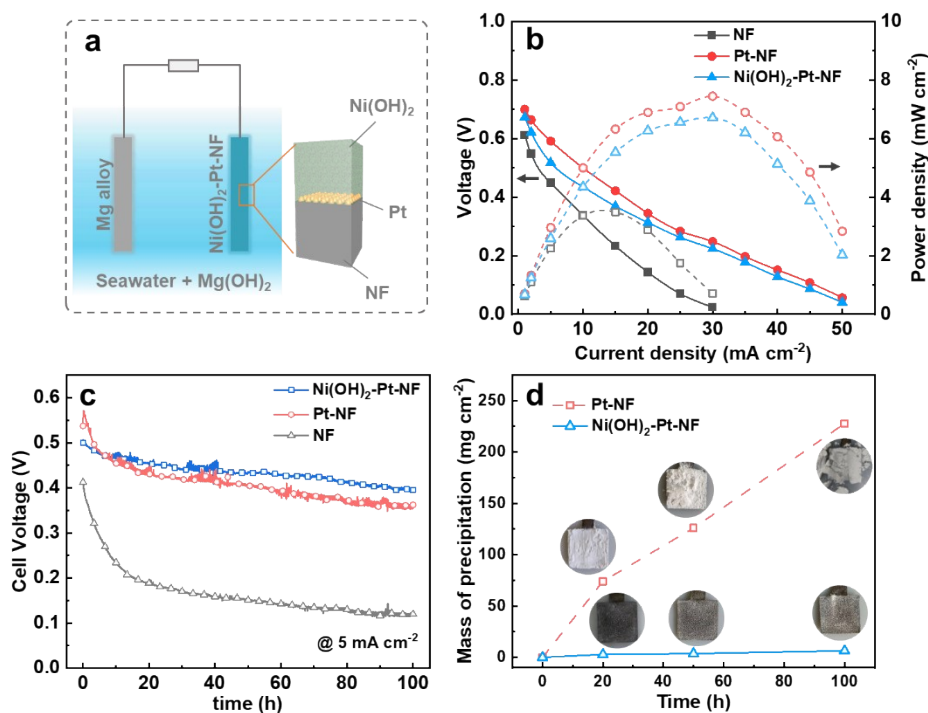 a
Ni(OH)2
Mg alloy
Ni(OH)2-Pt-NF
Pt
NF
Seawater + Mg(OH)2
b
NF
Pt-NF
Ni(OH)2-Pt-NF
1.0
0.8
0.6
0.4
0.2
0.0
Voltage (V)
10
8
6
4
2
0
Power density (mW cm-2)
0 10 20 30 40 50
Current density (mA cm-2)
c
Ni(OH)2-Pt-NF
Pt-NF
NF
0.6
0.5
0.4
0.3
0.2
0.1
0.0
Cell Voltage (V)
@ 5 mA cm-2
0 20 40 60 80 100
time (h)
d
Pt-NF
Ni(OH)2-Pt-NF
250
200
150
100
50
0
Mass of precipitation (mg cm-2)
0 20 40 60 80 100
Time (h)